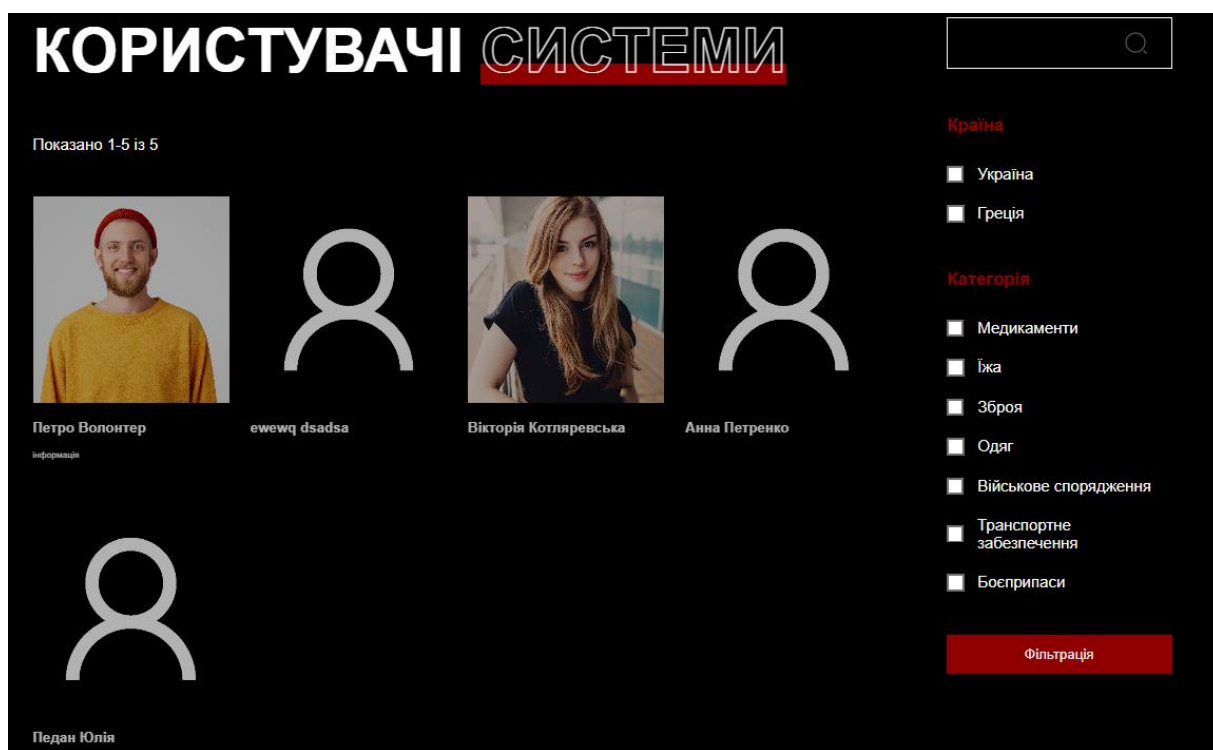 КОРИСТУВАЧІ СИСТЕМИ
Показано 1-5 із 5
Петро Волонтер
інформація
ewewq dsadsa
Вікторія Котляревська
Анна Петренко
Педан Юлія
Країна
Україна
Греція
Категорія
Медикаменти
Їжа
Зброя
Одяг
Військове спорядження
Транспортне
забезпечення
Боєприпаси
Фільтрація